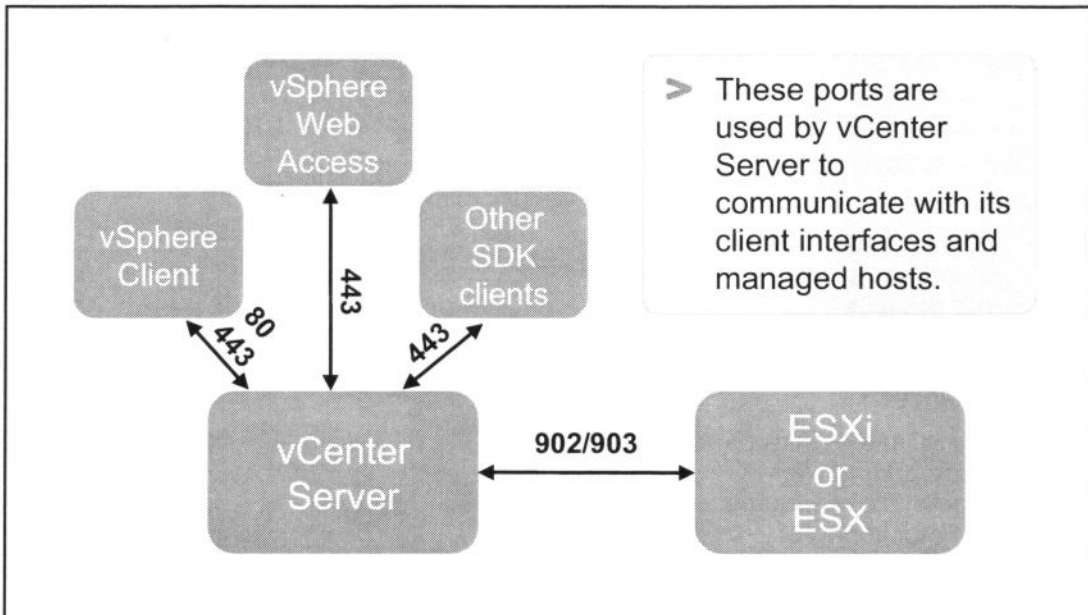 vSphere
Web
Access
> These ports are
used by vCenter
Server to
communicate with its
client interfaces and
managed hosts.
vSphere
Client
Other
SDK
clients
80
443
443
443
vCenter
Server
902/903
ESXi
or
ESX